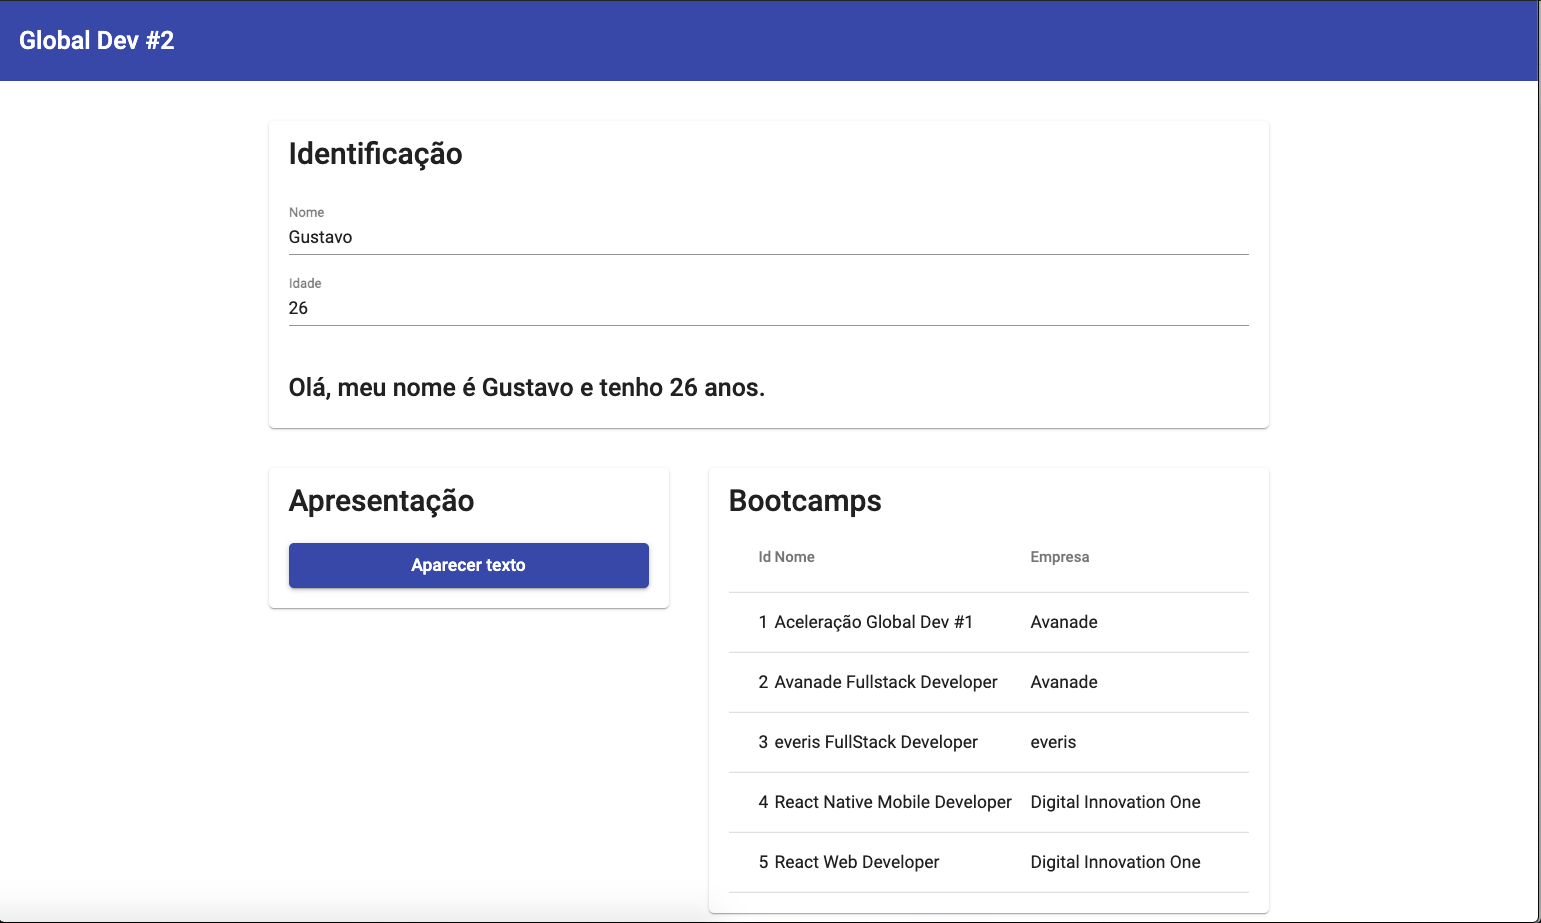 Global Dev #2
Identificação
Nome
Gustavo
Idade
26
Olá, meu nome é Gustavo e tenho 26 anos.
Apresentação
Aparecer texto
Bootcamps
Id Nome Empresa
1 Aceleração Global Dev #1 Avanade
2 Avanade Fullstack Developer Avanade
3 everis FullStack Developer everis
4 React Native Mobile Developer Digital Innovation One
5 React Web Developer Digital Innovation One